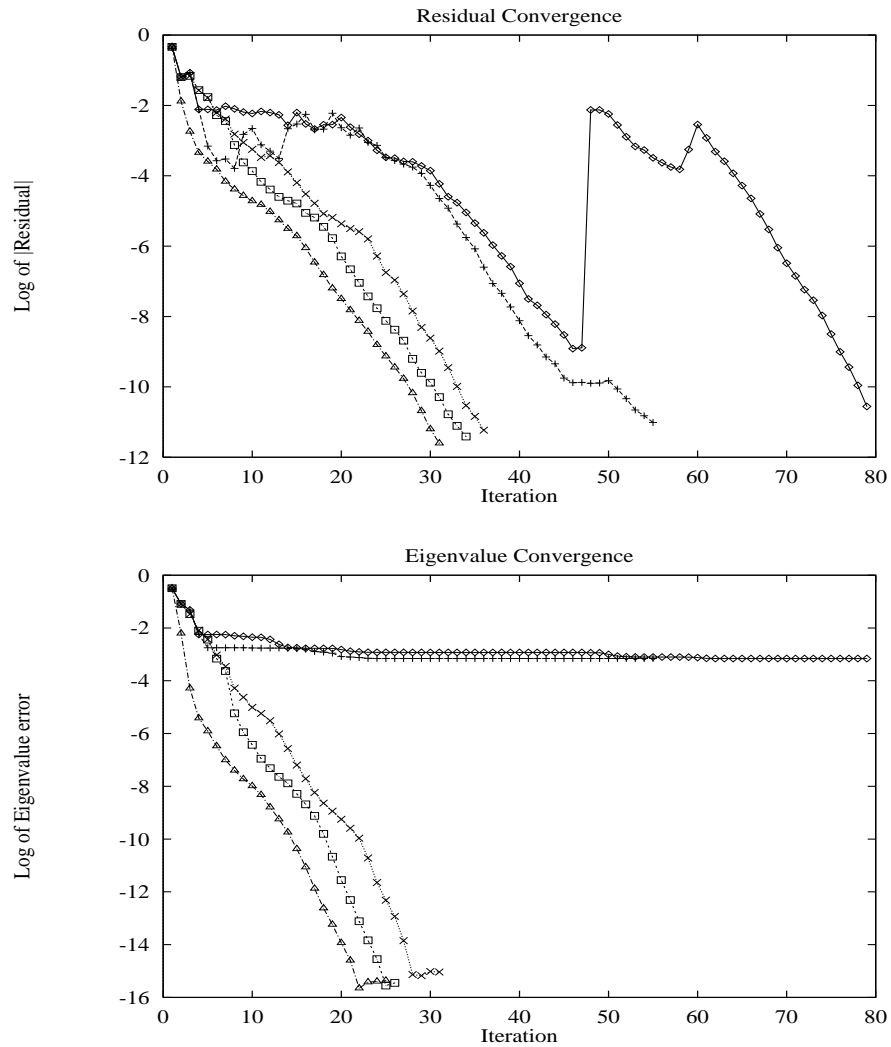 Residual Convergence
0
-2
-4
-6
-8
-10
-12
Log of |Residual|
0 10 20 30 40 50 60 70 80
Iteration
Eigenvalue Convergence
0
-2
-4
-6
-8
-10
-12
-14
-16
Log of Eigenvalue error
0 10 20 30 40 50 60 70 80
Iteration